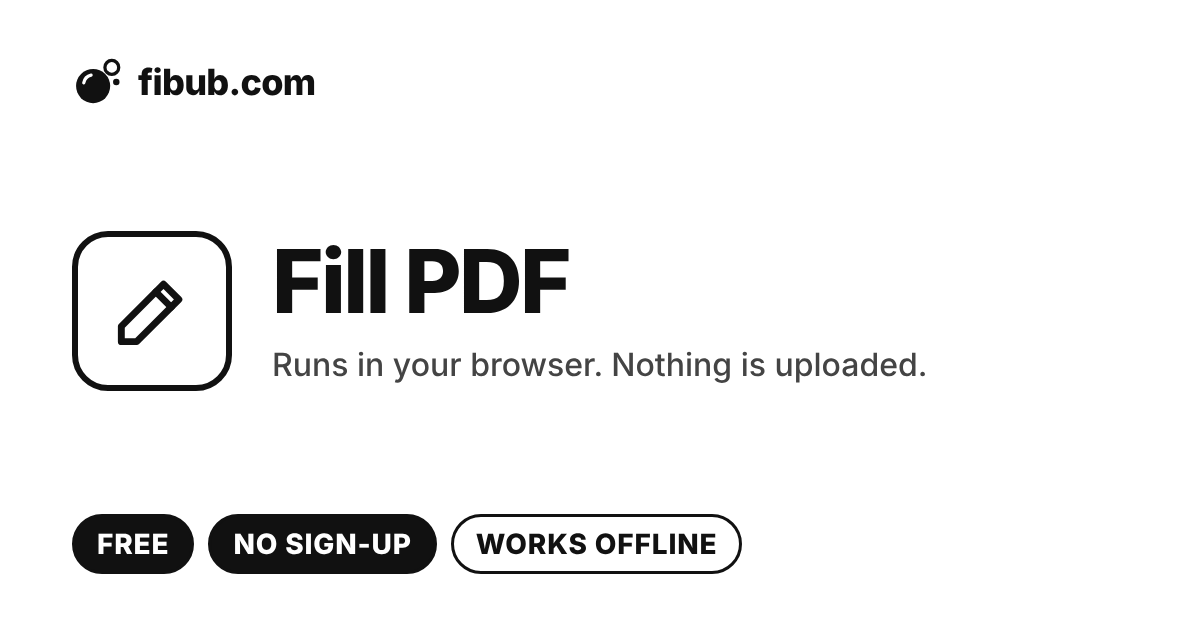 fibub.com
Fill PDF
Runs in your browser. Nothing is uploaded.
FREE
NO SIGN-UP
WORKS OFFLINE